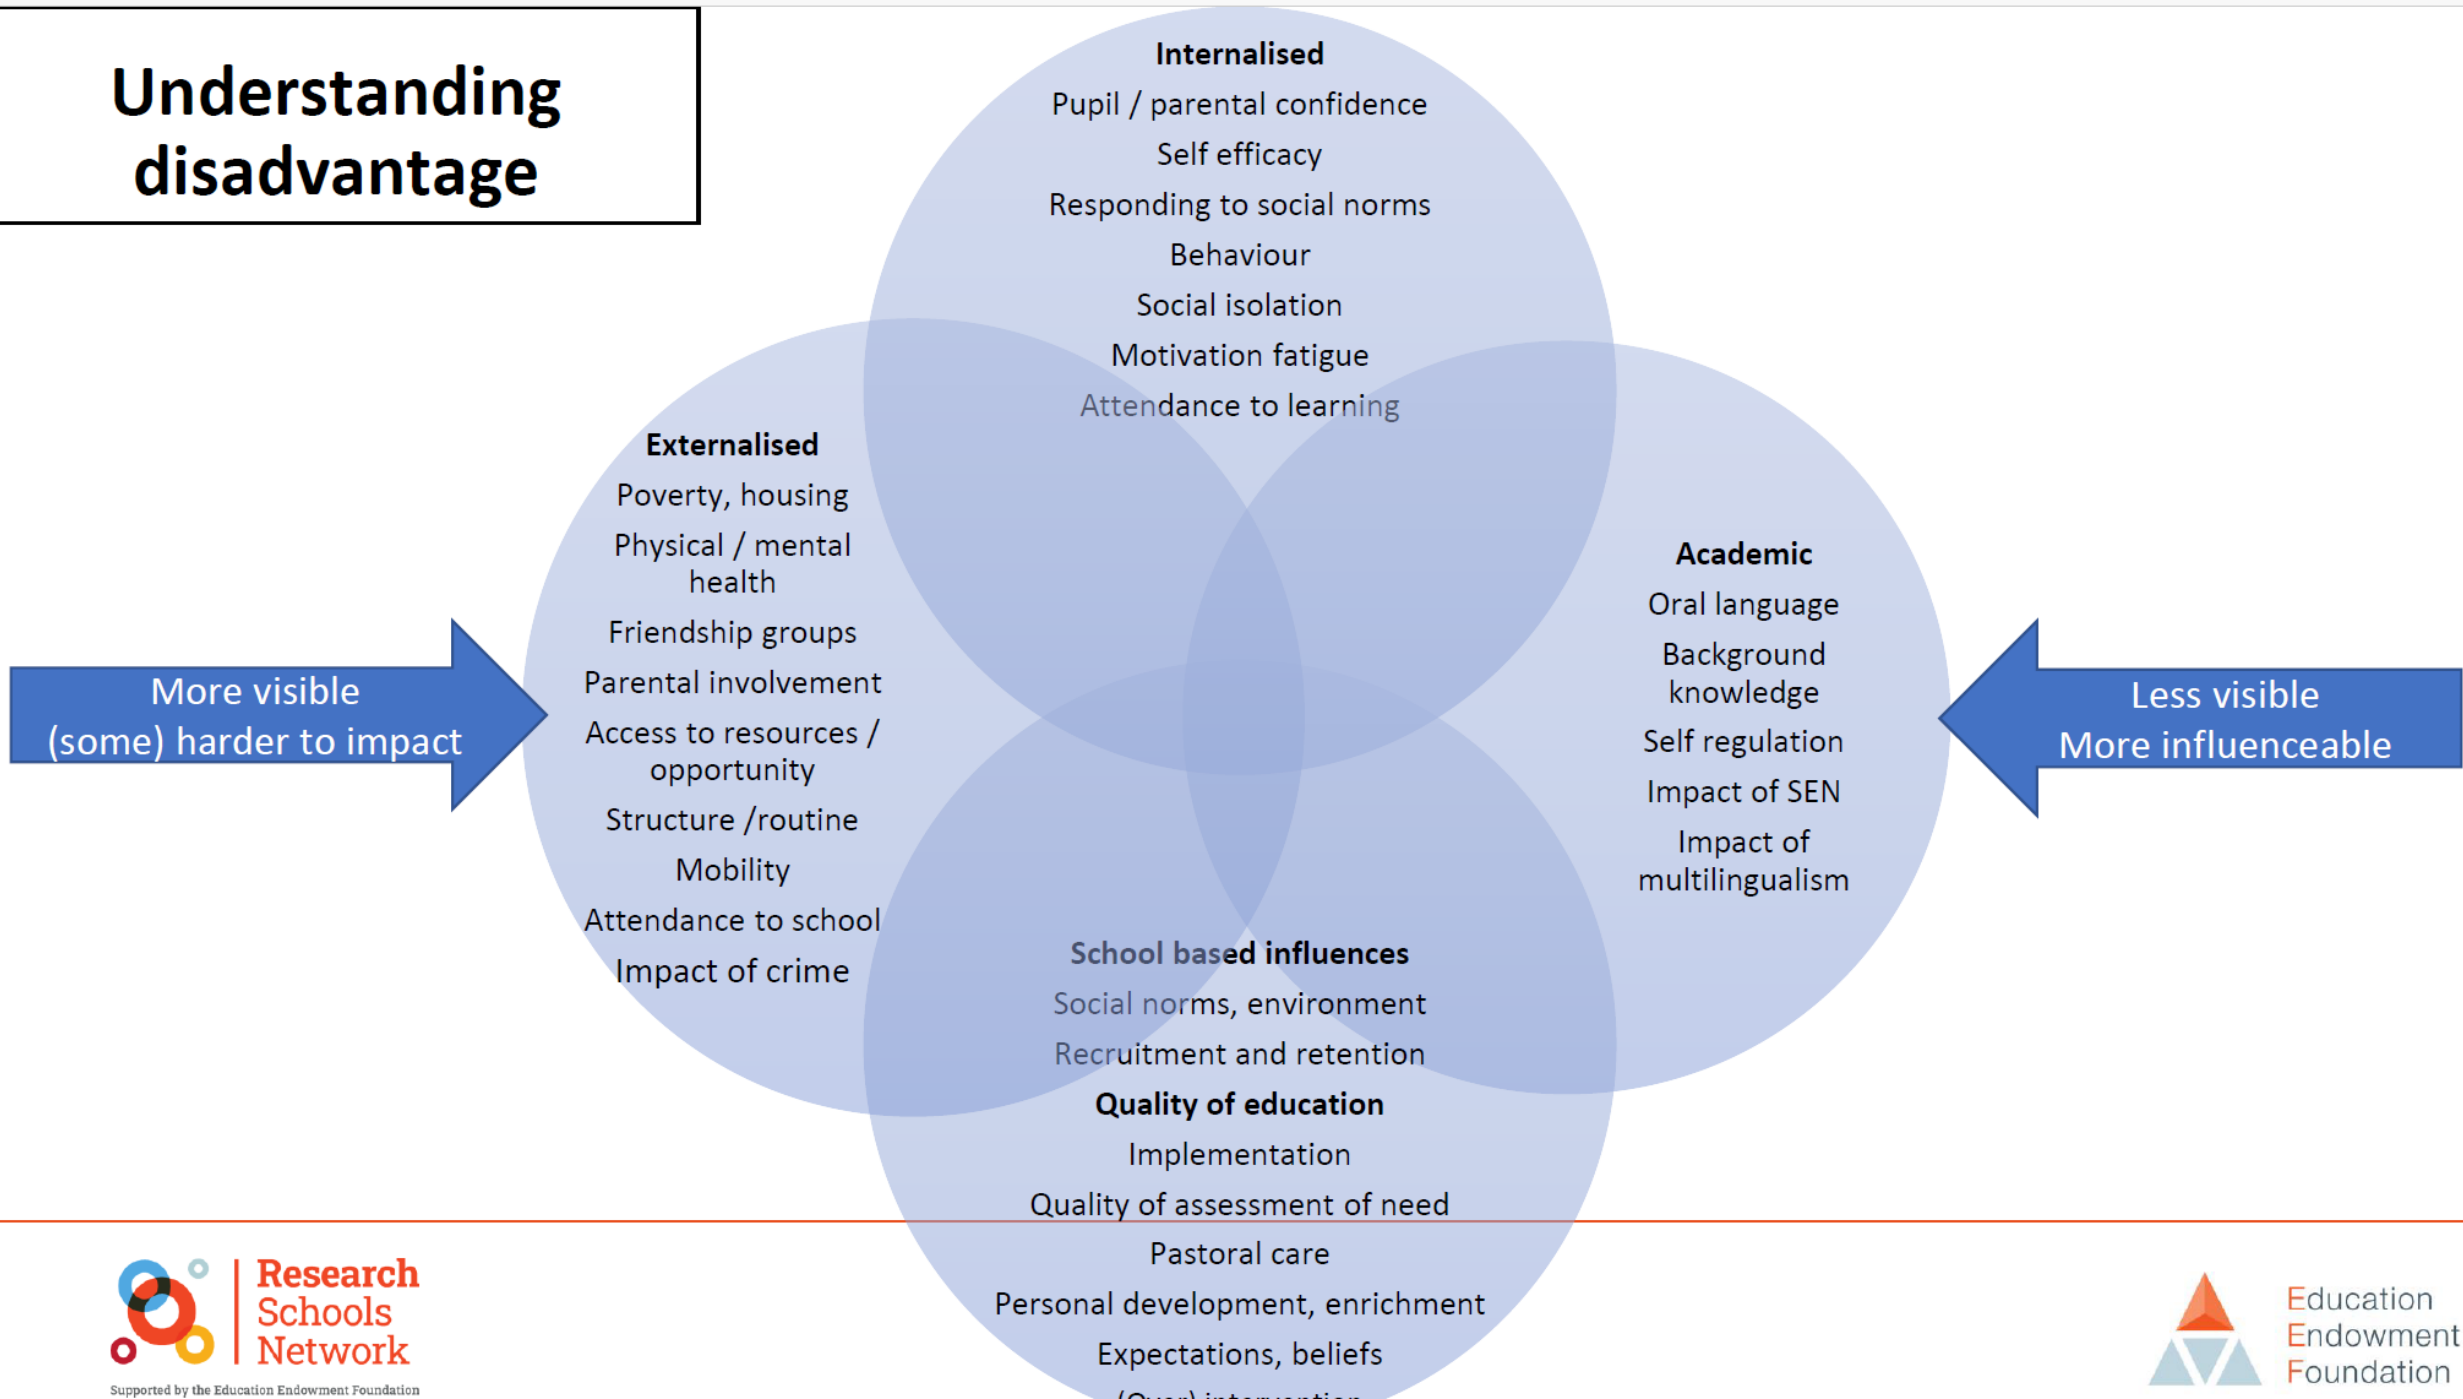 Understanding
disadvantage
Internalised
Pupil / parental confidence
Self efficacy
Responding to social norms
Behaviour
Social isolation
Motivation fatigue
Attendance to learning
Externalised
Poverty, housing
Physical / mental
health
Friendship groups
Parental involvement
Access to resources /
opportunity
Structure /routine
Mobility
Attendance to school
Impact of crime
More visible
(some) harder to impact
Academic
Oral language
Background
knowledge
Self regulation
Impact of SEN
Impact of
multilingualism
Less visible
More influenceable
School based influences
Social norms, environment
Recruitment and retention
Quality of education
Implementation
Quality of assessment of need
Pastoral care
Personal development, enrichment
Expectations, beliefs
(Over) intervention
Research
Schools
Network
Supported by the Education Endowment Foundation
Education
Endowment
Foundation